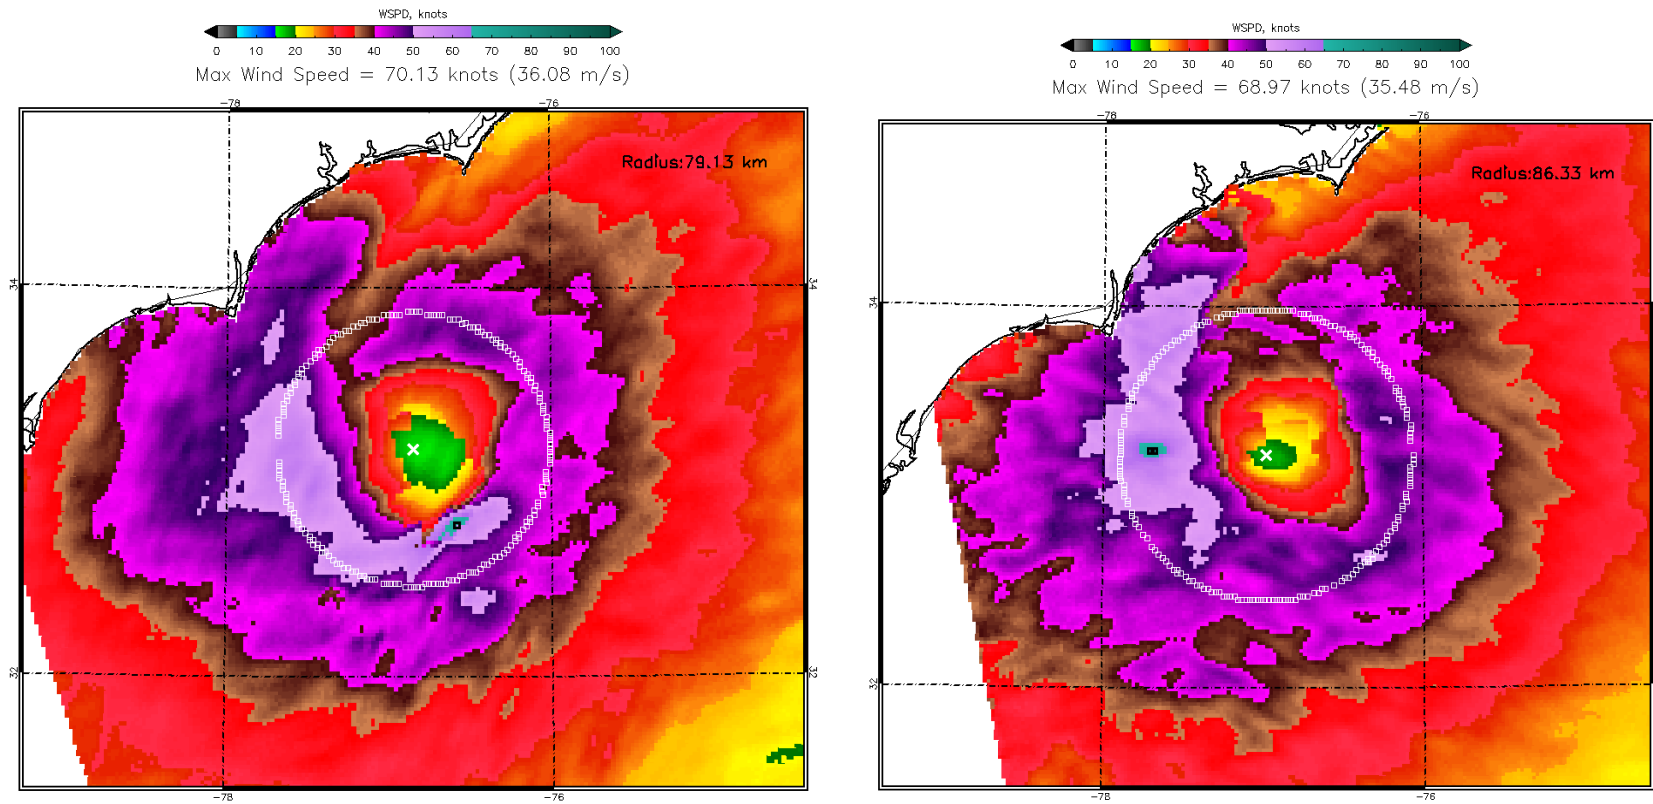 WSPD, knots
0 10 20 30 40 50 60 70 80 90 100
Max Wind Speed = 70.13 knots (36.08 m/s)
-78 -76
Radius:79.13 km
34 34
32 32
-78 -76
WSPD, knots
0 10 20 30 40 50 60 70 80 90 100
Max Wind Speed = 68.97 knots (35.48 m/s)
-78 -76
Radius:86.33 km
34
32
-78 -76